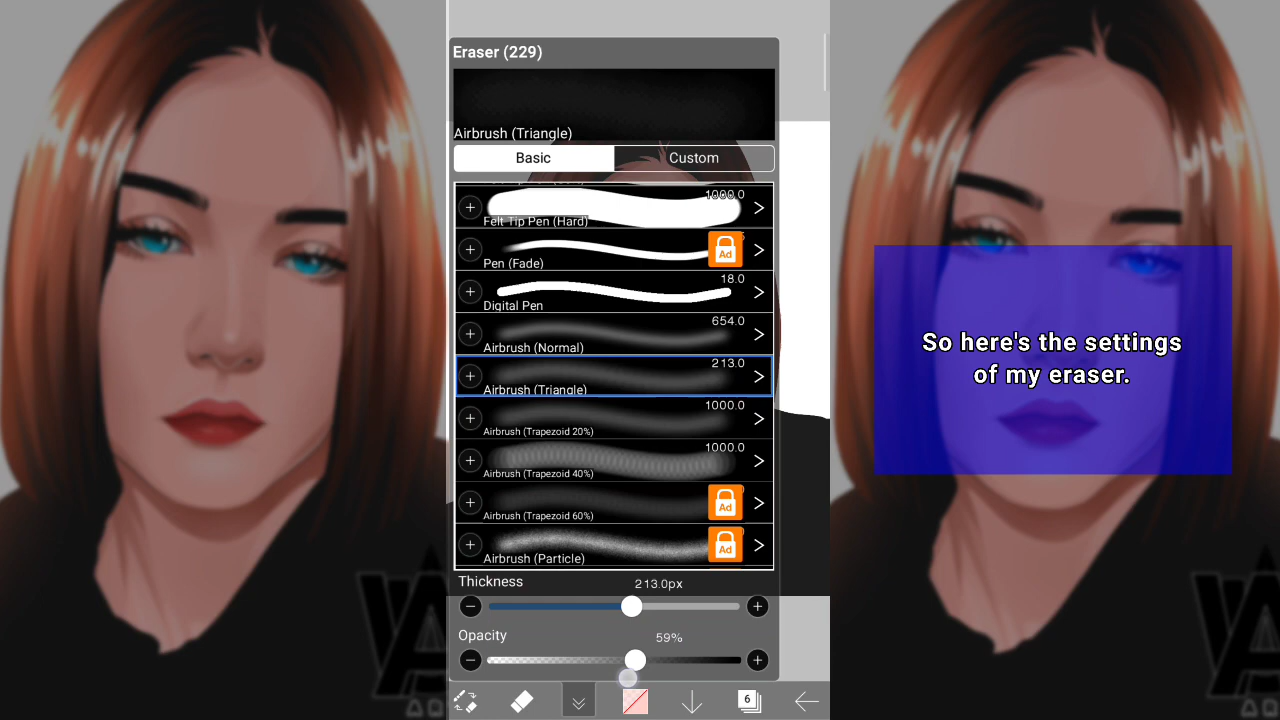 Eraser (229)
Airbrush (Triangle)
Basic
Custom
1000.0
Felt Tip Pen (Hard)
Ad
Pen (Fade)
18.0
Digital Pen
654.0
Airbrush (Normal)
213.0
Airbrush (Triangle)
1000.0
Airbrush (Trapezoid 20%)
1000.0
Airbrush (Trapezoid 40%)
Ad
Airbrush (Trapezoid 60%)
Ad
Airbrush (Particle)
Thickness
213.0px
Opacity
59%
6
So here's the settings
of my eraser.